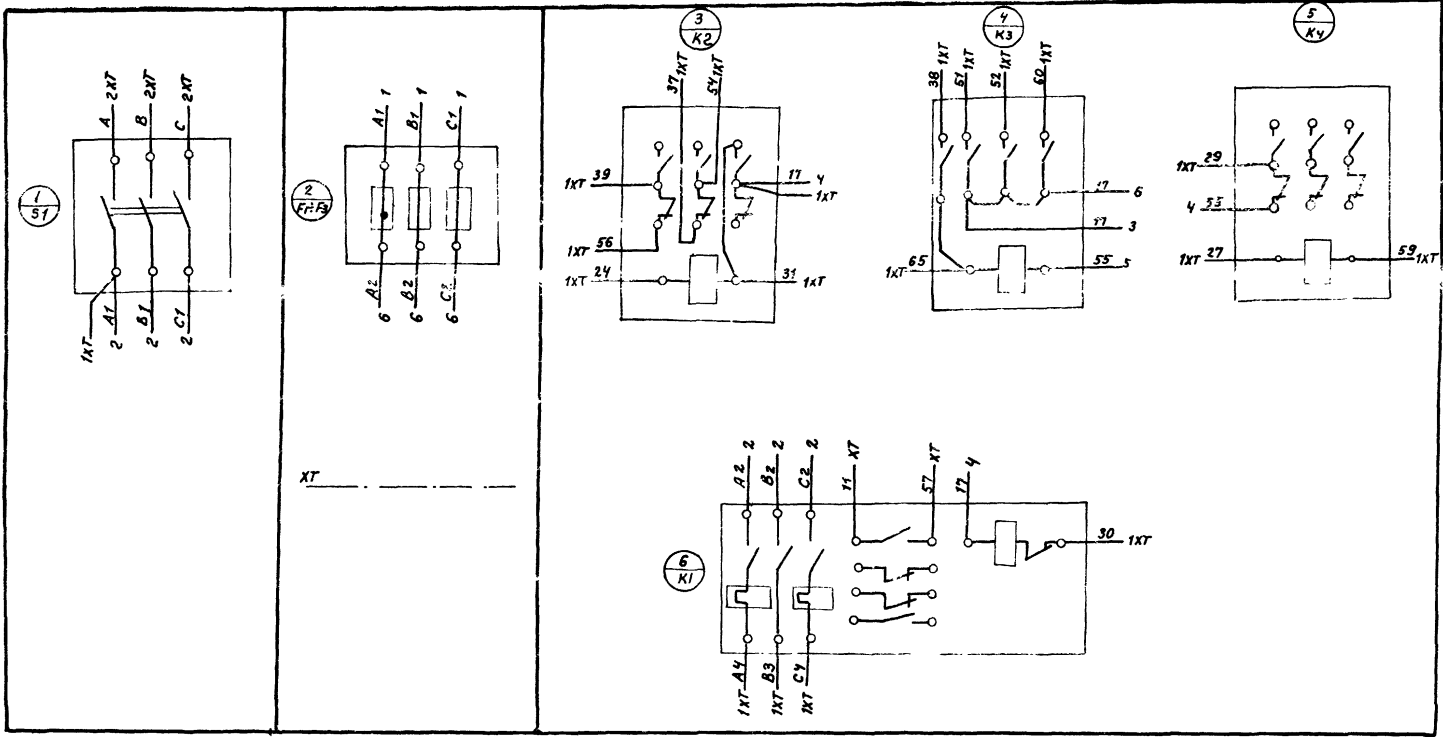 1
S1
A 2XT
B 2XT
C 2XT
1XT
A1 2
B1 2
C1 2
2
F1÷F3
A1 1
B1 1
C1 1
A2 6
B2 6
6
XT
3
K2
37 1XT
54 1XT
1XT 39
17 4
1XT
1XT 56
1XT 24
31 1XT
4
K3
38 1XT
51
52 1XT
60 1XT
17 6
17 3
1XT 65
55 5
5
K4
1XT 29
4 53
1XT 27
59 1XT
6
K1
A2 2
B2 2
C2 2
11 XT
57 XT
17 4
30 1XT
1XT A4
1XT B3
1XT C4